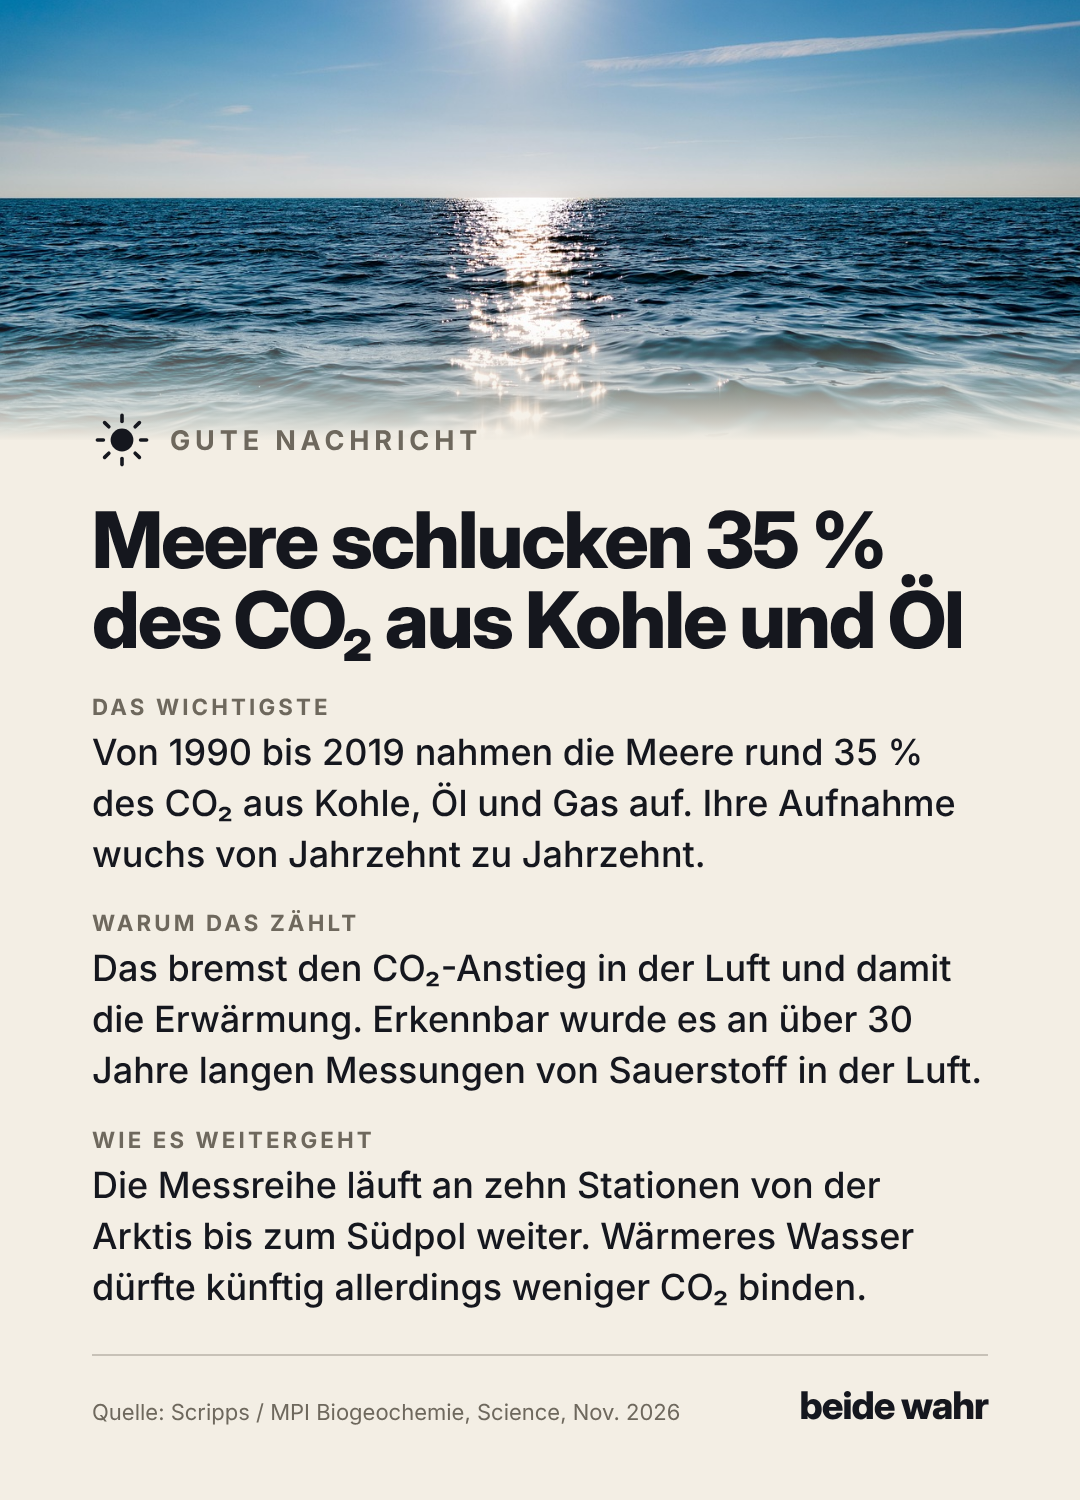 GUTE NACHRICHT
Meere schlucken 35 %
des CO₂ aus Kohle und Öl
DAS WICHTIGSTE
Von 1990 bis 2019 nahmen die Meere rund 35 %
des CO₂ aus Kohle, Öl und Gas auf. Ihre Aufnahme
wuchs von Jahrzehnt zu Jahrzehnt.
WARUM DAS ZÄHLT
Das bremst den CO₂-Anstieg in der Luft und damit
die Erwärmung. Erkennbar wurde es an über 30
Jahre langen Messungen von Sauerstoff in der Luft.
WIE ES WEITERGEHT
Die Messreihe läuft an zehn Stationen von der
Arktis bis zum Südpol weiter. Wärmeres Wasser
dürfte künftig allerdings weniger CO₂ binden.
Quelle: Scripps / MPI Biogeochemie, Science, Nov. 2026
beide wahr